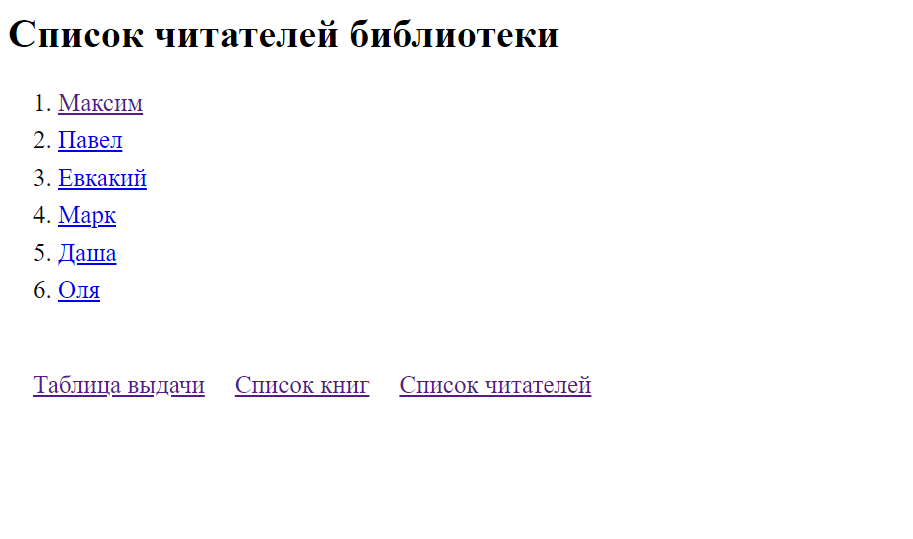 Список читателей библиотеки
1. Максим
2. Павел
3. Евкакий
4. Марк
5. Даша
6. Оля
Таблица выдачи Список книг Список читателей